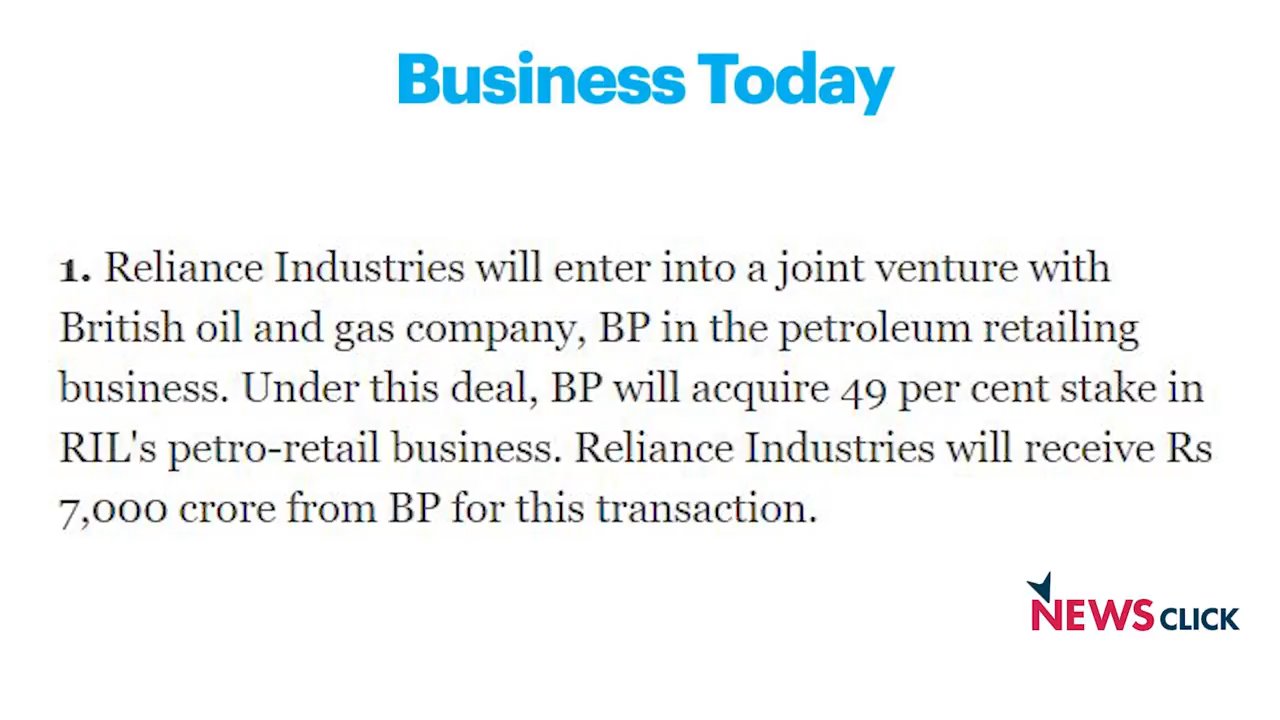 Business Today
1. Reliance Industries will enter into a joint venture with
British oil and gas company, BP in the petroleum retailing
business. Under this deal, BP will acquire 49 per cent stake in
RIL's petro-retail business. Reliance Industries will receive Rs
7,000 crore from BP for this transaction.
NEWS CLICK